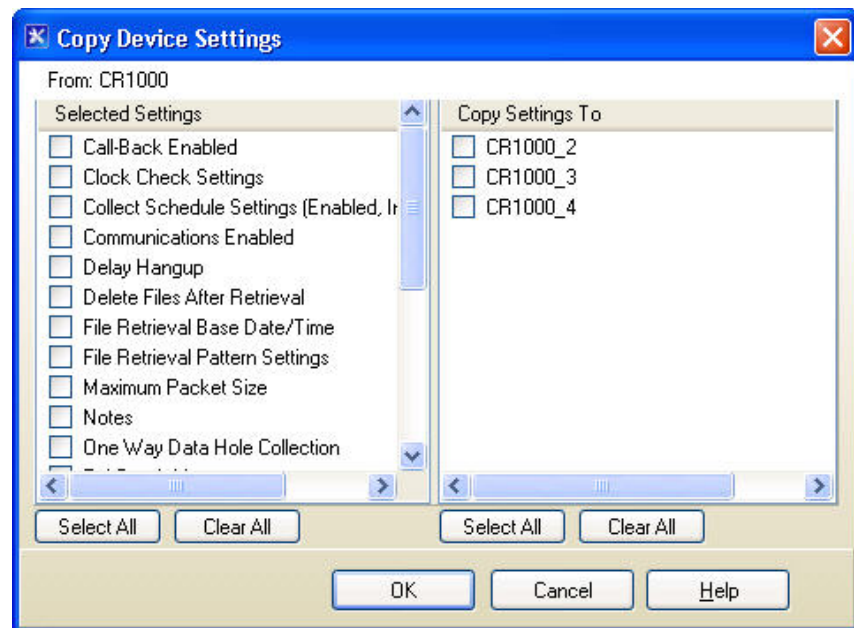 Copy Device Settings
From: CR1000
Selected Settings
Call-Back Enabled
Clock Check Settings
Collect Schedule Settings (Enabled, Ir
Communications Enabled
Delay Hangup
Delete Files After Retrieval
File Retrieval Base Date/Time
File Retrieval Pattern Settings
Maximum Packet Size
Notes
One Way Data Hole Collection
Select All Clear All
Copy Settings To
CR1000_2
CR1000_3
CR1000_4
Select All Clear All
OK Cancel Help